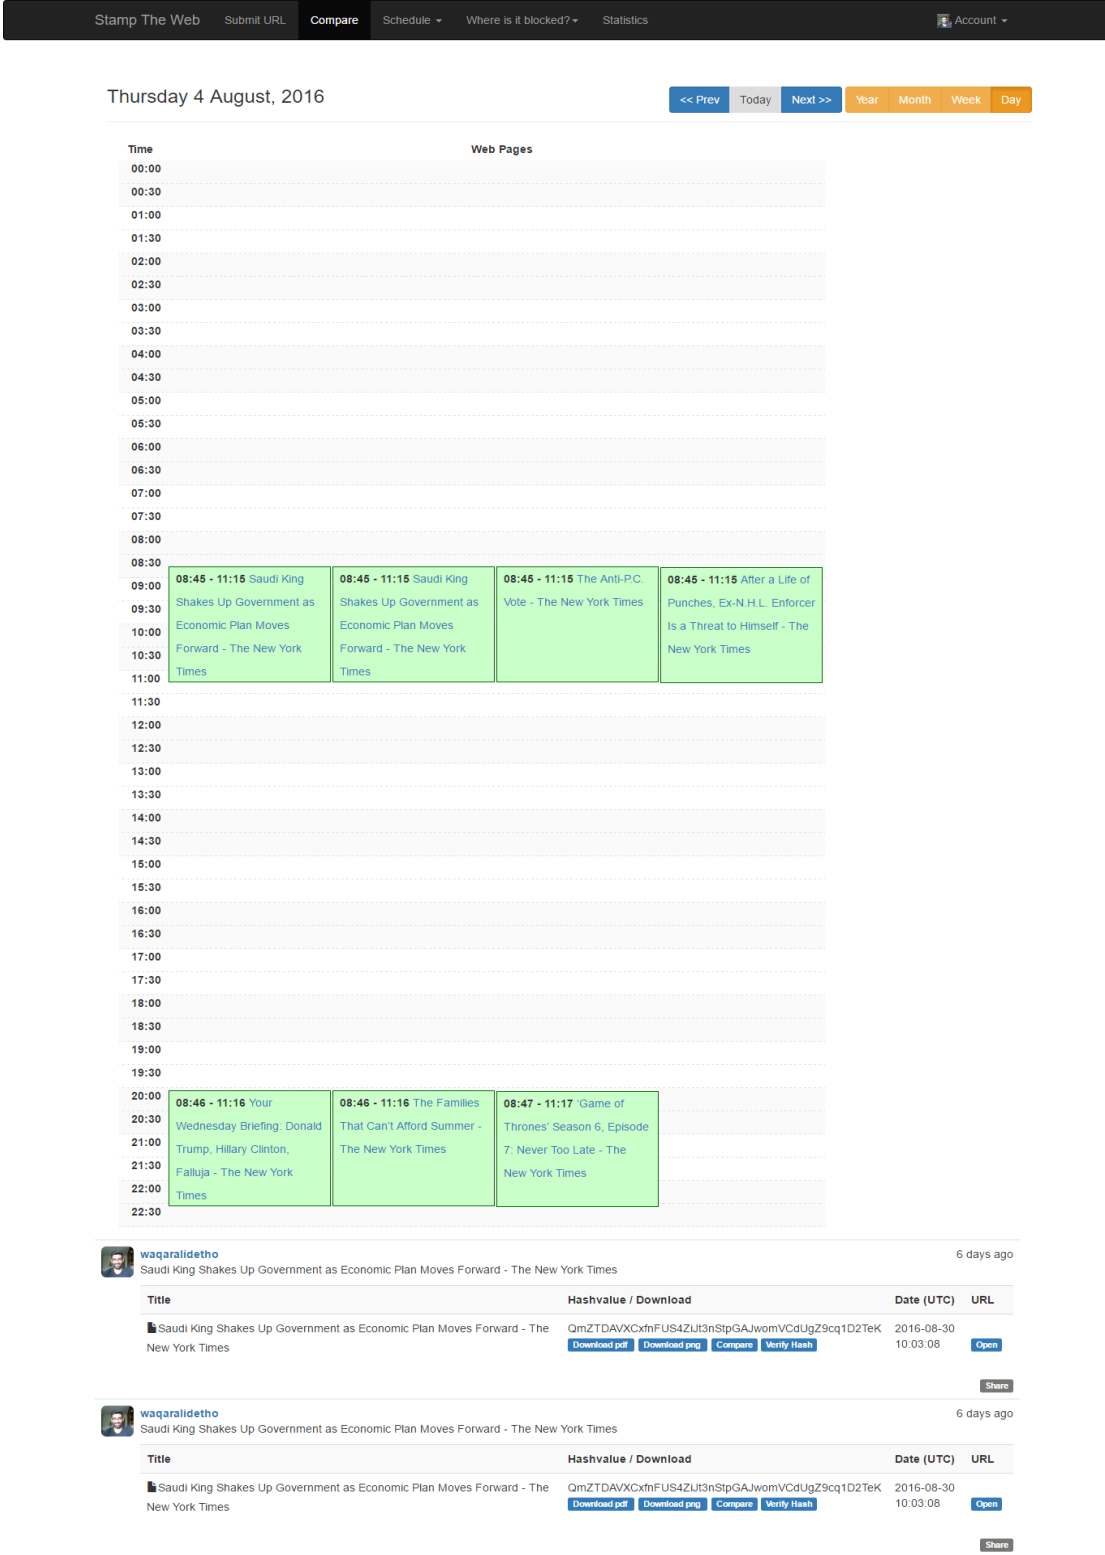 Stamp The Web Submit URL Compare Schedule Where is it blocked? Statistics Account
Thursday 4 August, 2016
<< Prev Today Next >> Year Month Week Day
Time Web Pages
00:00
00:30
01:00
01:30
02:00
02:30
03:00
03:30
04:00
04:30
05:00
05:30
06:00
06:30
07:00
07:30
08:00
08:30
09:00
09:30
10:00
10:30
11:00
08:45 - 11:15 Saudi King
Shakes Up Government as
Economic Plan Moves
Forward - The New York
Times
08:45 - 11:15 Saudi King
Shakes Up Government as
Economic Plan Moves
Forward - The New York
Times
08:45 - 11:15 The Anti-P.C.
Vote - The New York Times
08:45 - 11:15 After a Life of
Punches, Ex-N.H.L. Enforcer
Is a Threat to Himself - The
New York Times
11:30
12:00
12:30
13:00
13:30
14:00
14:30
15:00
15:30
16:00
16:30
17:00
17:30
18:00
18:30
19:00
19:30
20:00
20:30
21:00
21:30
22:00
22:30
08:46 - 11:16 Your
Wednesday Briefing: Donald
Trump, Hillary Clinton,
Falluja - The New York
Times
08:46 - 11:16 The Families
That Can't Afford Summer -
The New York Times
08:47 - 11:17 'Game of
Thrones' Season 6, Episode
7: Never Too Late - The
New York Times
waqaralidetho 6 days ago
Saudi King Shakes Up Government as Economic Plan Moves Forward - The New York Times
Title Hashvalue / Download Date (UTC) URL
Saudi King Shakes Up Government as Economic Plan Moves Forward - The
New York Times
QmZTDAVXCxfnFUS4ZiJt3nStpGAJwomVCdUgZ9cq1D2TeK
Download pdf Download png Compare Verify Hash
2016-08-30
10:03:08
Open
Share
waqaralidetho 6 days ago
Saudi King Shakes Up Government as Economic Plan Moves Forward - The New York Times
Title Hashvalue / Download Date (UTC) URL
Saudi King Shakes Up Government as Economic Plan Moves Forward - The
New York Times
QmZTDAVXCxfnFUS4ZiJt3nStpGAJwomVCdUgZ9cq1D2TeK
Download pdf Download png Compare Verify Hash
2016-08-30
10:03:08
Open
Share